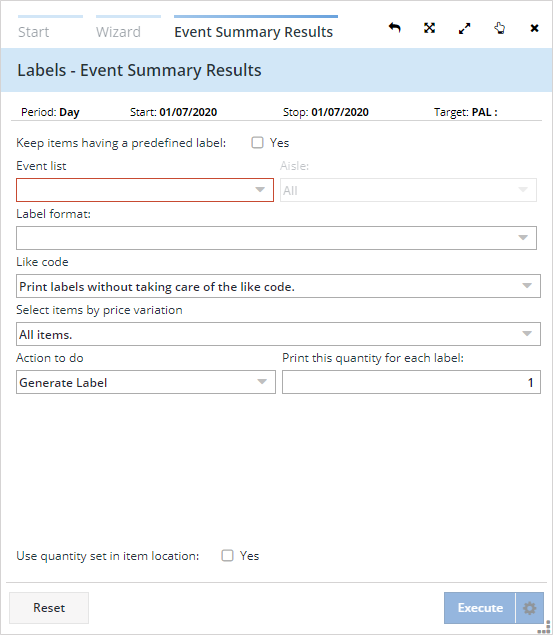 Start Wizard Event Summary Results
Labels - Event Summary Results
Period: Day Start: 01/07/2020 Stop: 01/07/2020 Target: PAL :
Keep items having a predefined label: Yes
Event list Aisle:
All
Label format:
Like code
Print labels without taking care of the like code.
Select items by price variation
All items.
Action to do Print this quantity for each label:
Generate Label 1
Use quantity set in item location: Yes
Reset Execute